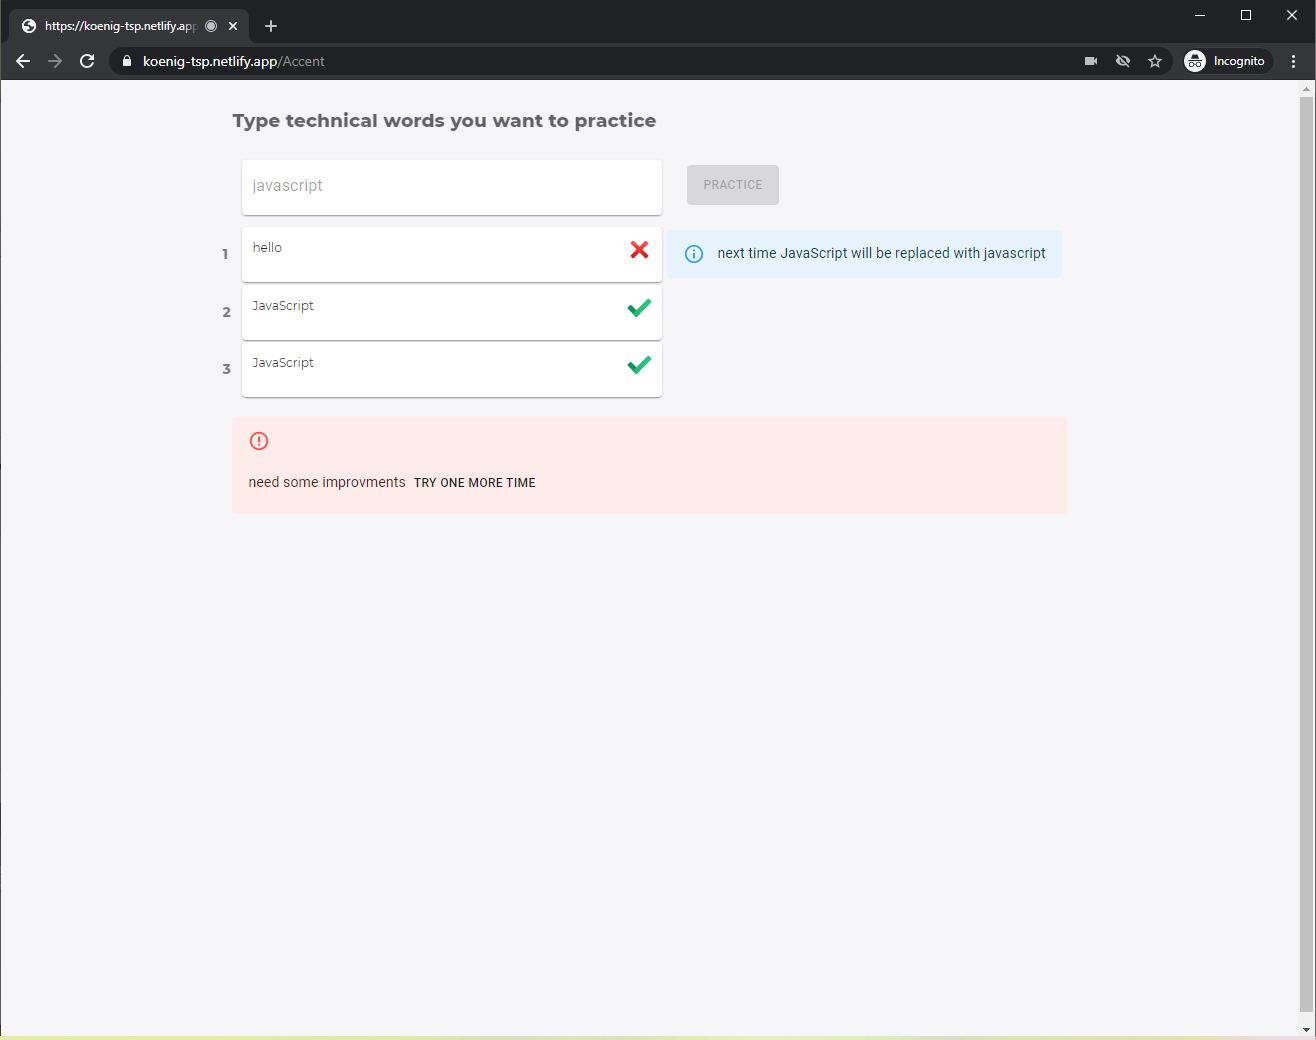 https://koenig-tsp.netlify.app
koenig-tsp.netlify.app/Accent
Incognito
Type technical words you want to practice
javascript
PRACTICE
1
hello
next time JavaScript will be replaced with javascript
2
JavaScript
3
JavaScript
need some improvments TRY ONE MORE TIME